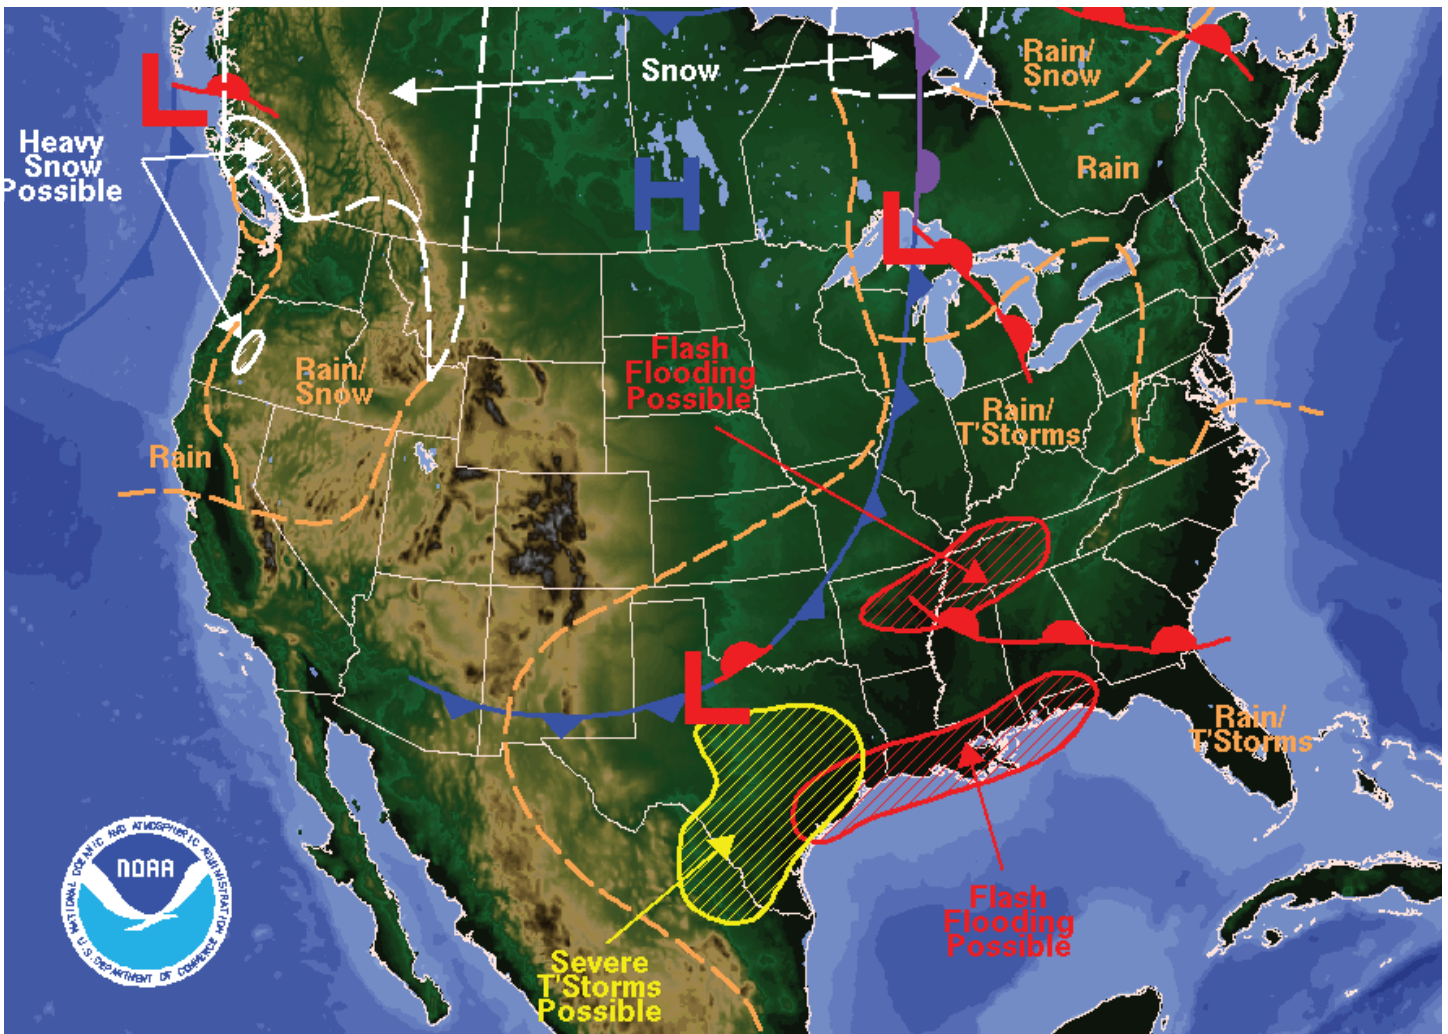 Snow
Rain/
Snow
L
Heavy
Snow
Possible
H
Rain
L
Flash
Flooding
Possible
Rain/
Snow
Rain/
T'Storms
Rain
L
Rain/
T'Storms
Flash
Flooding
Possible
Severe
T'Storms
Possible
NATIONAL OCEANIC AND ATMOSPHERIC ADMINISTRATION
NOAA
U.S. DEPARTMENT OF COMMERCE